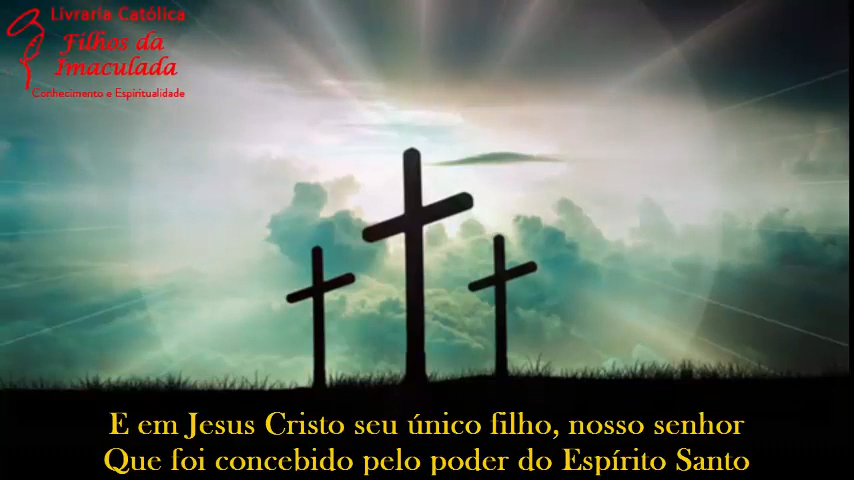 Livraria Católica
Filhos da
Imaculada
Conhecimento e Espiritualidade
E em Jesus Cristo seu único filho, nosso senhor
Que foi concebido pelo poder do Espírito Santo